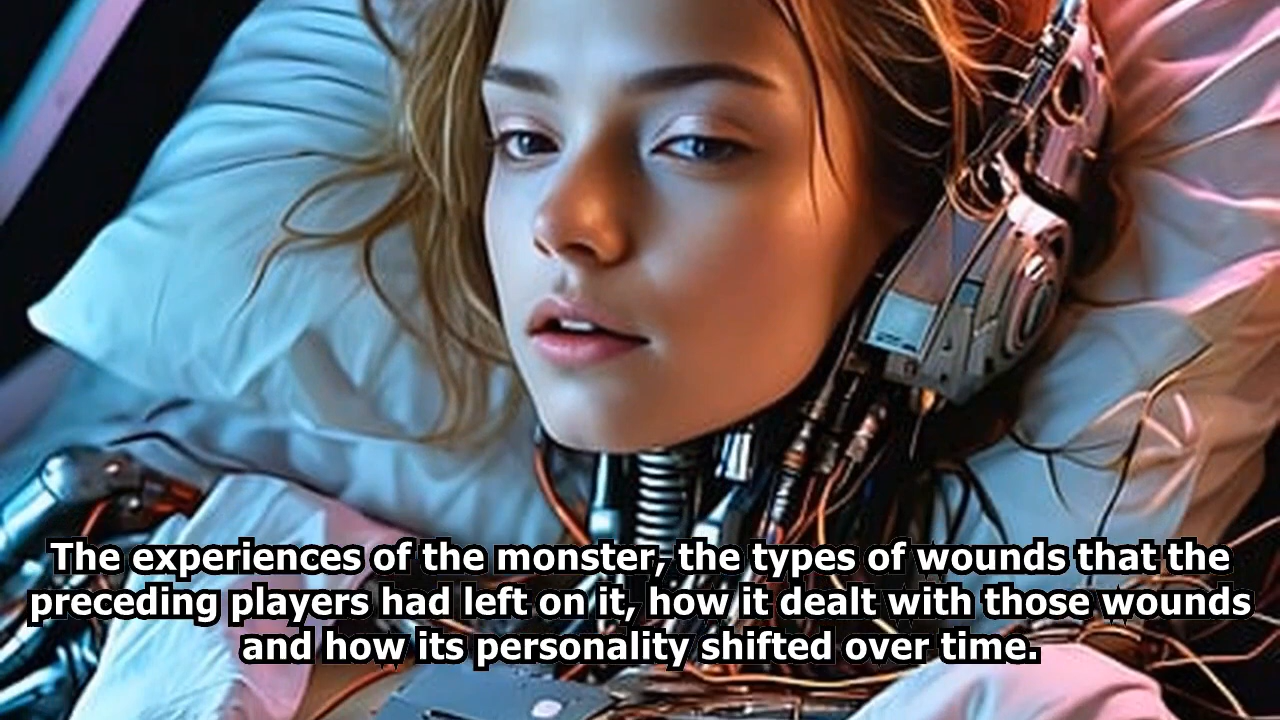 The experiences of the monster, the types of wounds that the
preceding players had left on it, how it dealt with those wounds
and how its personality shifted over time.